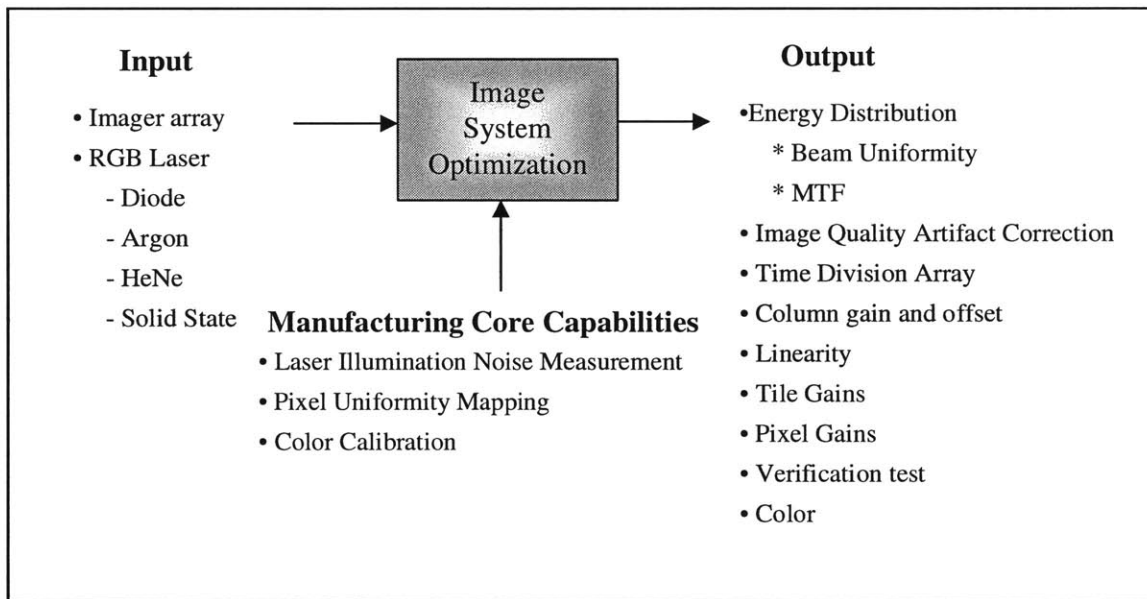 Input
• Imager array
• RGB Laser
- Diode
- Argon
- HeNe
- Solid State
Image
System
Optimization
Manufacturing Core Capabilities
• Laser Illumination Noise Measurement
• Pixel Uniformity Mapping
• Color Calibration
Output
•Energy Distribution
* Beam Uniformity
* MTF
• Image Quality Artifact Correction
• Time Division Array
• Column gain and offset
• Linearity
• Tile Gains
• Pixel Gains
• Verification test
• Color